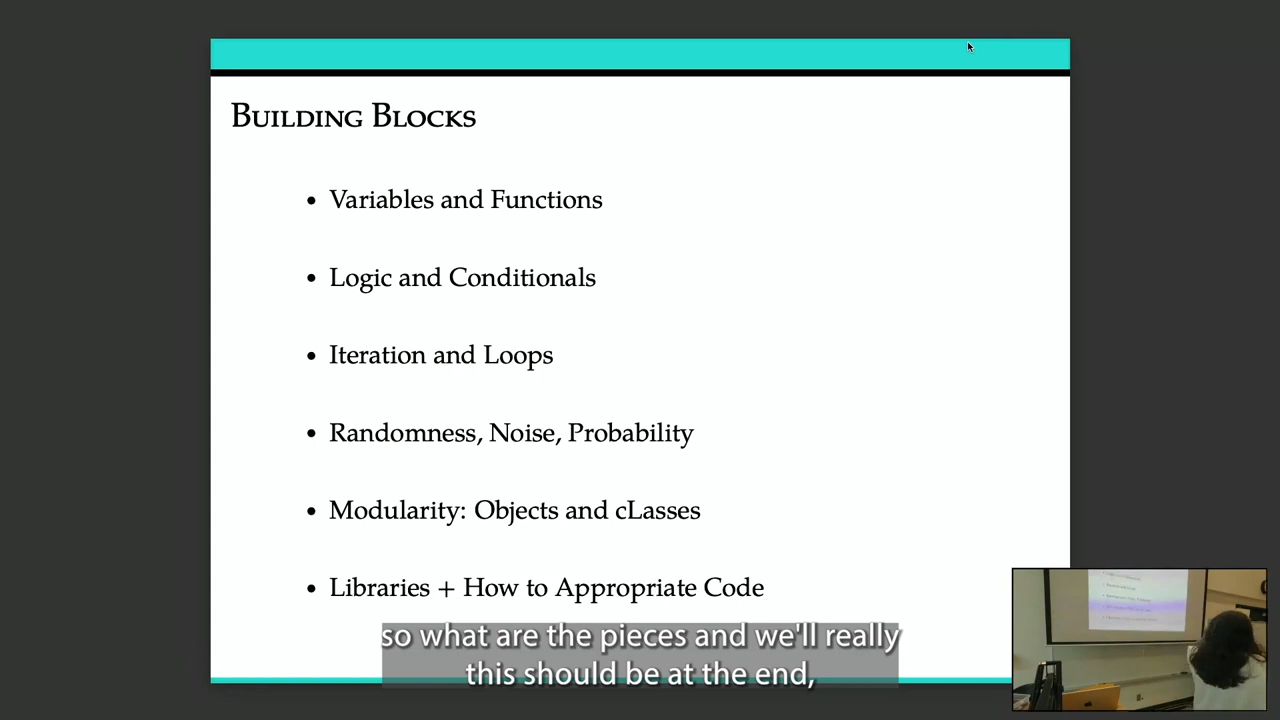 Building Blocks
• Variables and Functions
• Logic and Conditionals
• Iteration and Loops
• Randomness, Noise, Probability
• Modularity: Objects and cLasses
• Libraries + How to Appropriate Code
so what are the pieces and we'll really
this should be at the end,